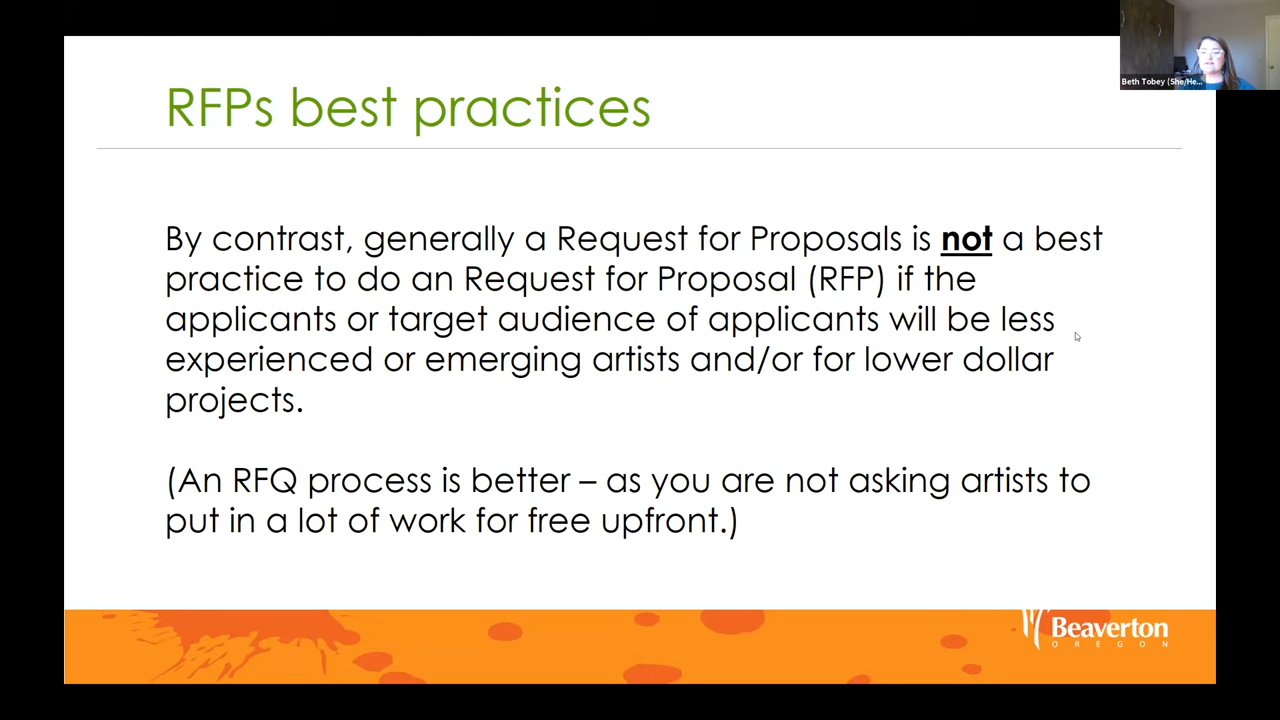 Beth Tobey (She/He...
RFPs best practices
By contrast, generally a Request for Proposals is not a best
practice to do an Request for Proposal (RFP) if the
applicants or target audience of applicants will be less
experienced or emerging artists and/or for lower dollar
projects.
(An RFQ process is better – as you are not asking artists to
put in a lot of work for free upfront.)
Beaverton
OREGON